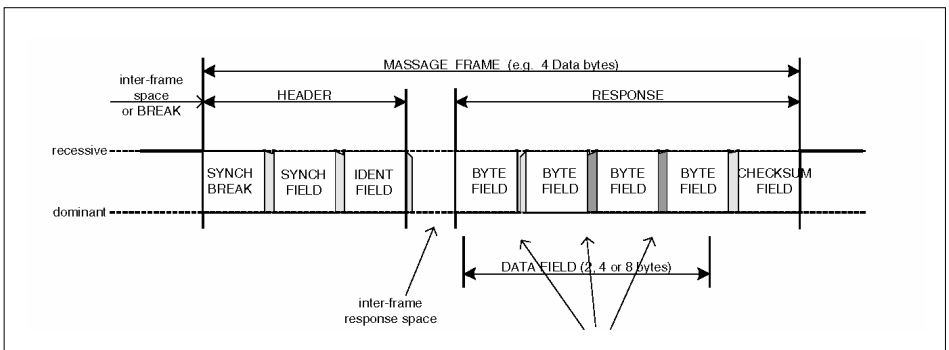 MASSAGE FRAME (e.g. 4 Data bytes)
inter-frame
space
or BREAK
HEADER
RESPONSE
recessive
SYNCH
BREAK
SYNCH
FIELD
IDENT
FIELD
BYTE
FIELD
BYTE
FIELD
BYTE
FIELD
BYTE
FIELD
CHECKSUM
FIELD
dominant
DATA FIELD (2, 4 or 8 bytes)
inter-frame
response space